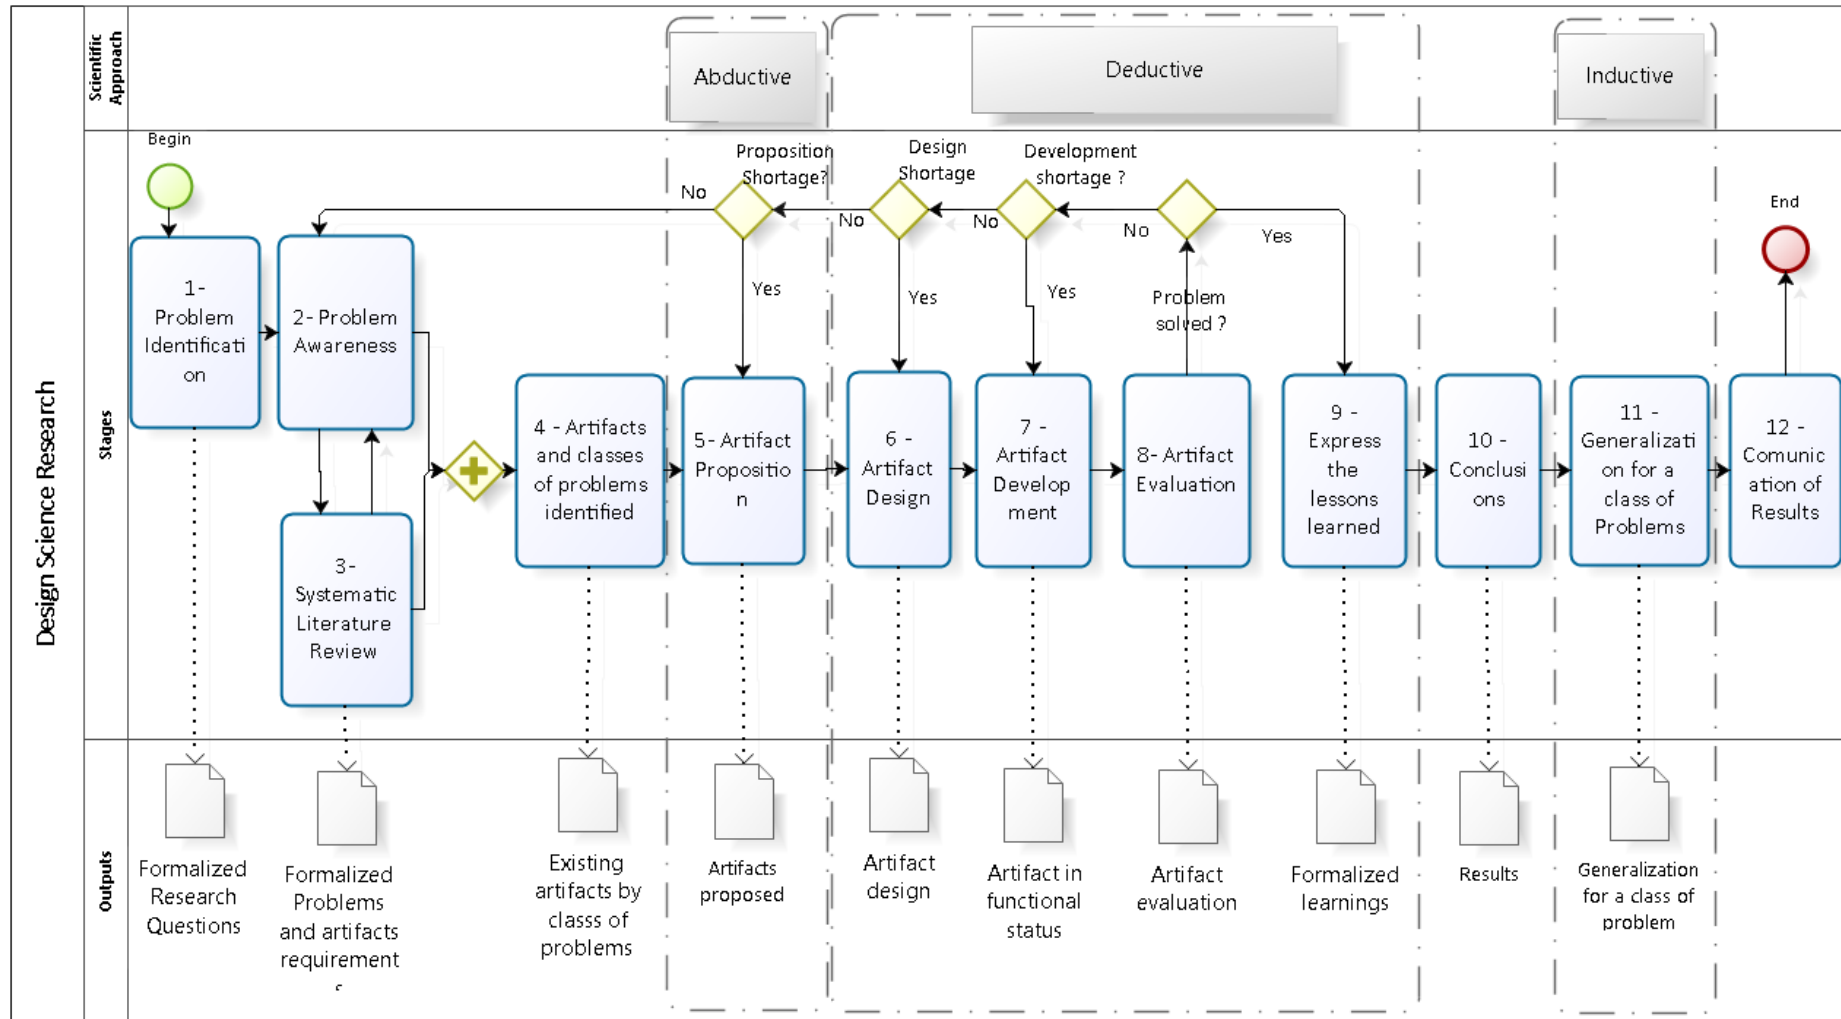 Design Science Research
Scientific
Approach
Abductive
Deductive
Inductive
Stages
Begin
Proposition
Shortage?
Design
Shortage
Development
shortage ?
No
No
No
No
Yes
Yes
Yes
Yes
Problem
solved ?
End
1-
Problem
Identificati
on
2- Problem
Awareness
3-
Systematic
Literature
Review
4 - Artifacts
and classes
of problems
identified
5- Artifact
Propositio
n
6 -
Artifact
Design
7 -
Artifact
Develop
ment
8- Artifact
Evaluation
9 -
Express
the
lessons
learned
10 -
Conclusi
ons
11 -
Generalizati
on for a
class of
Problems
12 -
Comunic
ation of
Results
Outputs
Formalized
Research
Questions
Formalized
Problems
and artifacts
requirement
s
Existing
artifacts by
classs of
problems
Artifacts
proposed
Artifact
design
Artifact in
functional
status
Artifact
evaluation
Formalized
learnings
Results
Generalization
for a class of
problem